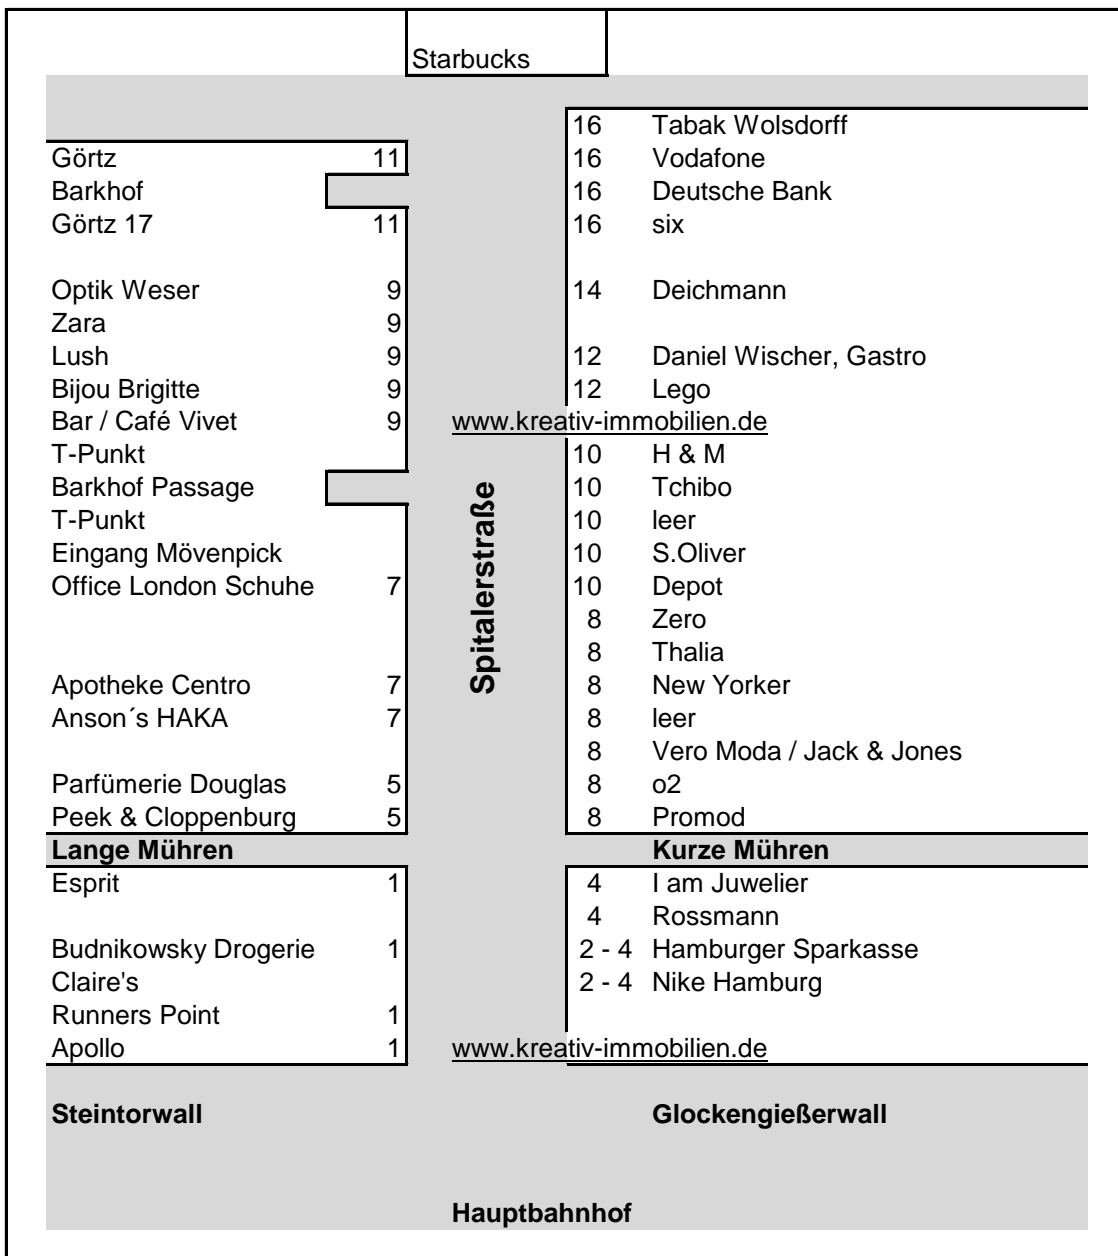 Starbucks
16 Tabak Wolsdorff
Görtz 11 16 Vodafone
Barkhof 16 Deutsche Bank
Görtz 17 11 16 six
Optik Weser 9 14 Deichmann
Zara 9
Lush 9 12 Daniel Wischer, Gastro
Bijou Brigitte 9 12 Lego
Bar / Café Vivet 9 www.kreativ-immobilien.de
T-Punkt 10 H & M
Barkhof Passage 10 Tchibo
T-Punkt 10 leer
Eingang Mövenpick 10 S.Oliver
Office London Schuhe 7 10 Depot
8 Zero
8 Thalia
Apotheke Centro 7 8 New Yorker
Anson´s HAKA 7 8 leer
8 Vero Moda / Jack & Jones
Parfümerie Douglas 5 8 o2
Peek & Cloppenburg 5 8 Promod
Spitalerstraße
Lange Mühren Kurze Mühren
Esprit 1 4 I am Juwelier
4 Rossmann
Budnikowsky Drogerie 1 2 - 4 Hamburger Sparkasse
Claire's 2 - 4 Nike Hamburg
Runners Point 1
Apollo 1 www.kreativ-immobilien.de
Steintorwall Glockengießerwall
Hauptbahnhof